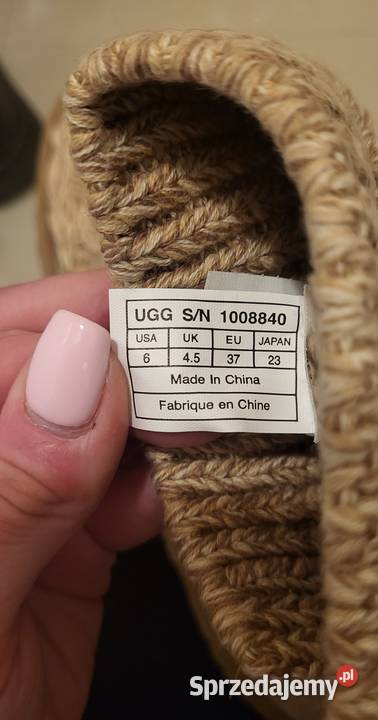 UGG S/N 1008840
USA UK EU JAPAN
6 4.5 37 23
Made In China
Fabrique en Chine
Sprzedajemy.pl